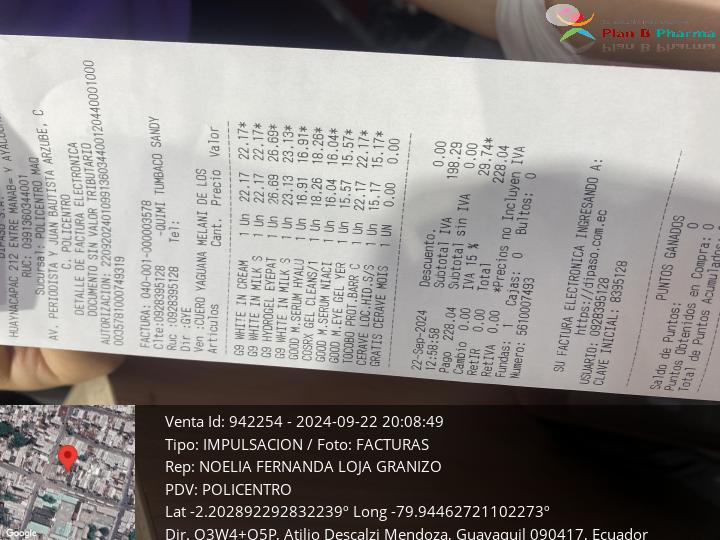 Plan B Pharma
DIPASO S.A.
HUAYNACAPAC 212 ENTRE MANAB= Y AYACUCHO
RUC: 0991360344001
Sucursal: POLICENTRO MAO
AV. PERIODISTA Y JUAN BAUTISTA ARZUBE, C
C. POLICENTRO
DETALLE DE FACTURA ELECTRONICA
DOCUMENTO SIN VALOR TRIBUTARIO
AUTORIZACION: 2209202401099136034400120440001000
0035781000749319
FACTURA: 040-001-000003578
Clte:0928395128 -QUIMI TUMBACO SANDY
Ruc :0928395128 Tel:
Dir :GYE
Ven :CUERO YAGUANA MELANI DE LOS
Articulos Cant. Precio Valor
G9 WHITE IN CREAM 1 Un 22.17 22.17*
G9 WHITE IN MILK S 1 Un 22.17 22.17*
G9 HYDROGEL EYEPAT 1 Un 26.69 26.69*
G9 WHITE IN MILK S 1 Un 23.13 23.13*
GOOD M.SERUM HYALU 1 Un 16.91 16.91*
COSRX GEL CLEANS/1 1 Un 18.26 18.26*
GOOD M.SERUM NIACI 1 Un 16.04 16.04*
GOOD M.EYE GEL VER 1 Un 15.57 15.57*
TOCOBO PROT.BARR C 1 Un 22.17 22.17*
CERAVE LOC.HID.S/S 1 Un 15.17 15.17*
GRATIS CERAVE MOIS 1 UN 0.00 0.00
22-Sep-2024 Descuento. 0.00
12:58:58 Subtotal IVA 198.29
Pago 228.04 Subtotal sin IVA 0.00
Cambio 0.00 IVA 15 % 29.74*
RetIR 0.00 Total 228.04
RetIVA 0.00 *Precios no Incluyen IVA
Fundas: 1 Cajas: 0 Bultos: 0
Numero: 5610007493
SU FACTURA ELECTRONICA INGRESANDO A:
https://dipaso.com.ec
USUARIO: 0928395128
CLAVE INICIAL: 8395128
PUNTOS GANADOS
Saldo de Puntos: 0
Puntos Obtenidos en Compra: 0
Total de Puntos Acumulados: 0
Venta Id: 942254 - 2024-09-22 20:08:49
Tipo: IMPULSACION / Foto: FACTURAS
Rep: NOELIA FERNANDA LOJA GRANIZO
PDV: POLICENTRO
Lat -2.202892292832239º Long -79.94462721102273º
Dir. Q3W4+Q5P, Atilio Descalzi Mendoza, Guayaquil 090417, Ecuador
Google